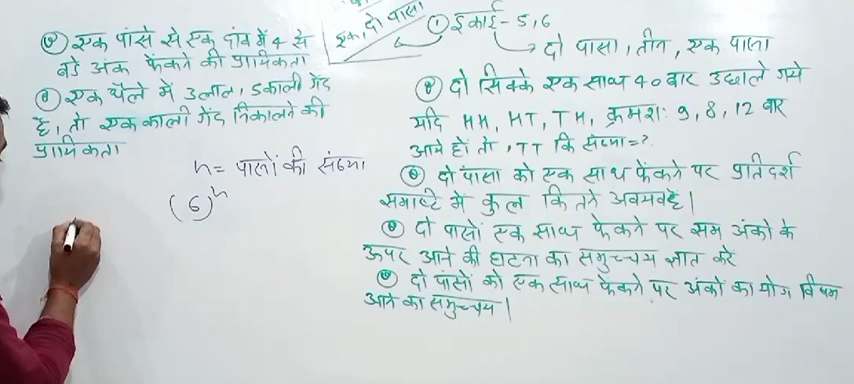 एक पांसे से एक दांव में 4 से
बड़े अंक फेंकने की प्रायिकता
एक थैले में 3 लाल, 5 काली गेंद
है, तो एक काली गेंद निकालने की
प्रायिकता
n = पासों की संख्या
(6)ⁿ
दो पासा
① इकाई - 5, 6
दो पासा, तीन, एक पासा
दो सिक्के एक साथ 40 बार उछाले गये
यदि HH, HT, TH, क्रमश: 9, 8, 12 बार
आये हो तो, TT कि संख्या = ?
दो पांसा को एक साथ फेंकने पर प्रतिदर्श
समष्टि में कुल कितने अवयव है।
दो पासों एक साथ फेंकने पर सम अंको के
ऊपर आने की घटना का समुच्चय ज्ञात करे
दो पांसों को एक साथ फेंकने पर अंकों का योग विषम
आने का समुच्चय।